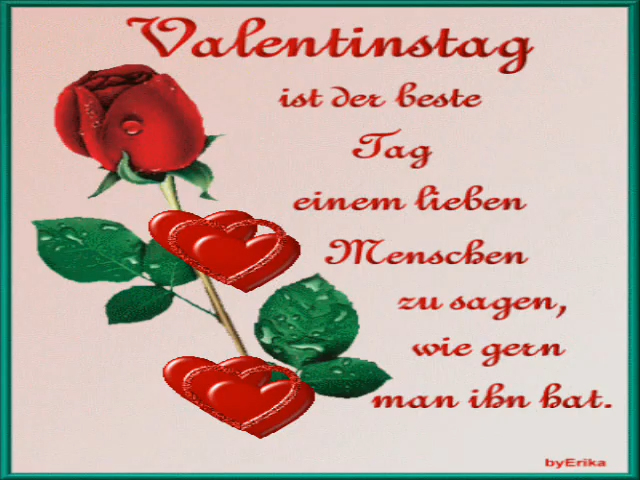 Valentinstag
ist der beste
Tag
einem lieben
Menschen
zu sagen,
wie gern
man ihn hat.
byErika